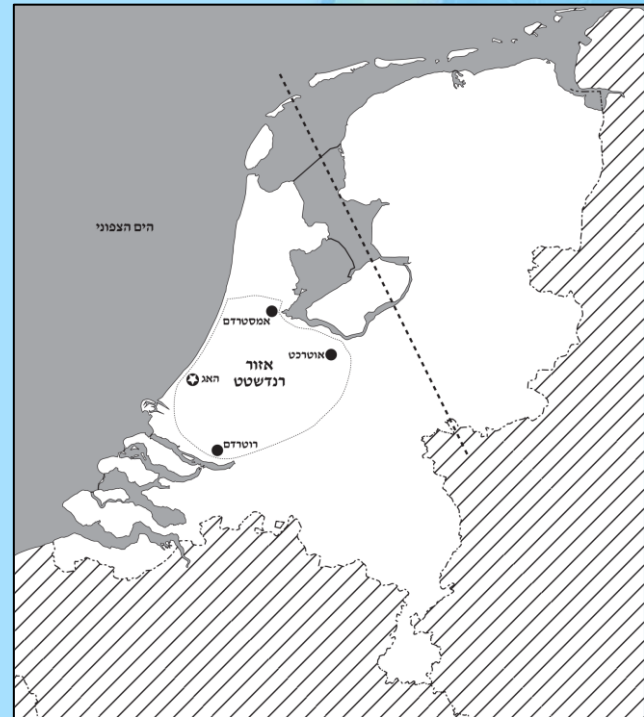 הים הצפוני
אמסטרדם
אוטרכט
אזור
רנדשטט
האג
רוטרדם